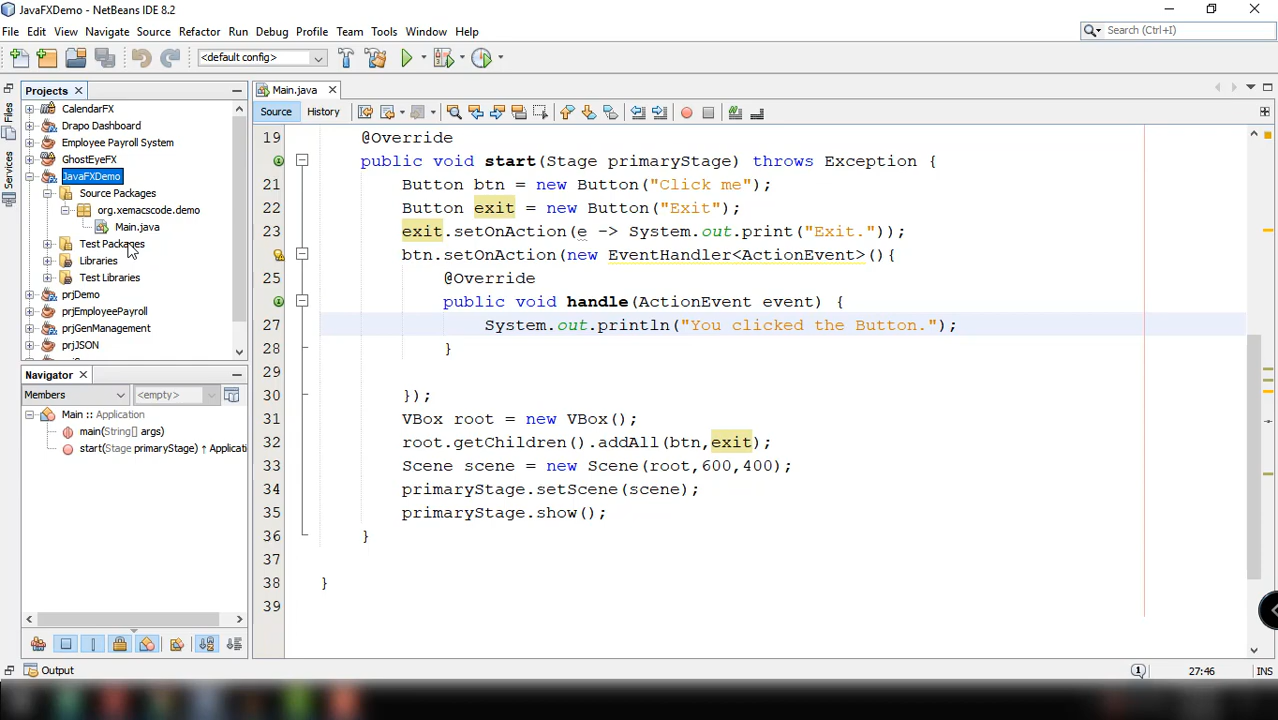 JavaFXDemo - NetBeans IDE 8.2
File Edit View Navigate Source Refactor Run Debug Profile Team Tools Window Help
Search (Ctrl+I)
<default config>
Projects
CalendarFX
Drapo Dashboard
Employee Payroll System
GhostEyeFX
JavaFXDemo
Source Packages
org.xemacscode.demo
Main.java
Test Packages
Libraries
Test Libraries
prjDemo
prjEmployeePayroll
prjGenManagement
prjJSON
Files
Services
Navigator
Members
<empty>
Main :: Application
main(String[] args)
start(Stage primaryStage) ↑ Applicati
Main.java
Source History
19 @Override
public void start(Stage primaryStage) throws Exception {
21 Button btn = new Button("Click me");
22 Button exit = new Button("Exit");
23 exit.setOnAction(e -> System.out.print("Exit."));
btn.setOnAction(new EventHandler<ActionEvent>(){
25 @Override
public void handle(ActionEvent event) {
27 System.out.println("You clicked the Button.");
28 }
29
30 });
31 VBox root = new VBox();
32 root.getChildren().addAll(btn,exit);
33 Scene scene = new Scene(root,600,400);
34 primaryStage.setScene(scene);
35 primaryStage.show();
36 }
37
38 }
39
Output
1
27:46
INS